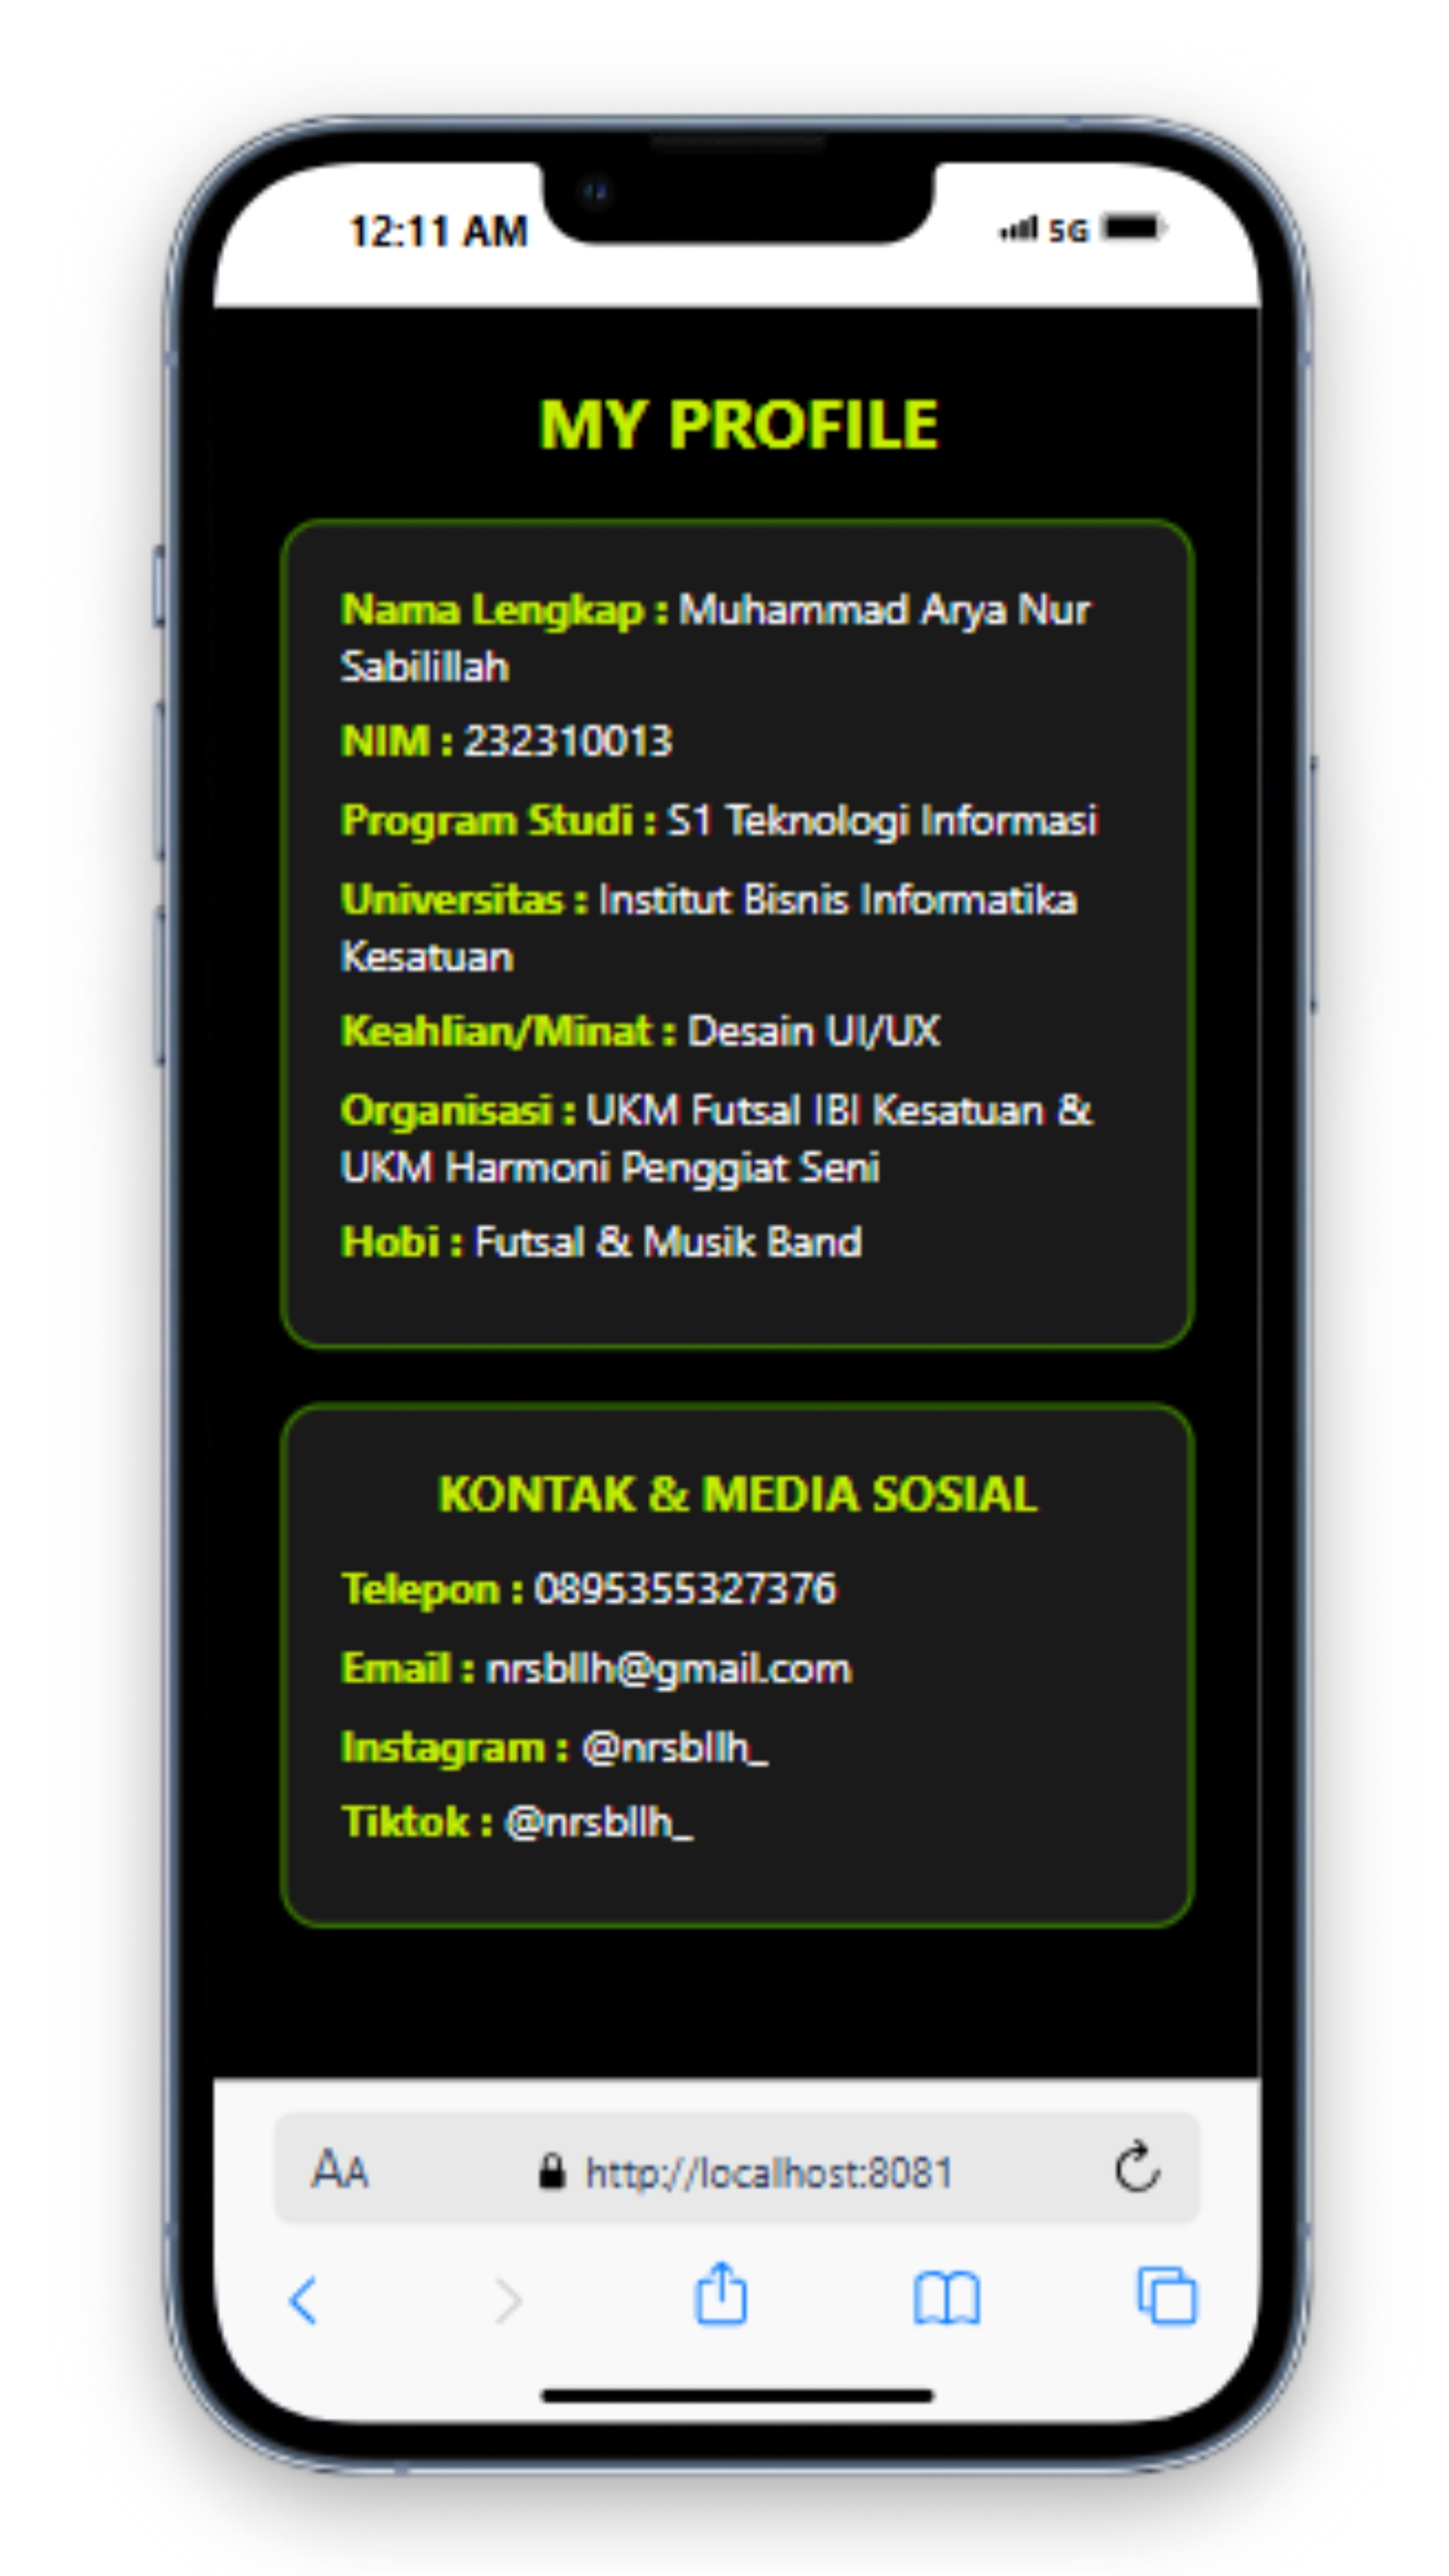 12:11 AM 5G
MY PROFILE
Nama Lengkap : Muhammad Arya Nur
Sabilillah
NIM : 232310013
Program Studi : S1 Teknologi Informasi
Universitas : Institut Bisnis Informatika
Kesatuan
Keahlian/Minat : Desain UI/UX
Organisasi : UKM Futsal IBI Kesatuan &
UKM Harmoni Penggiat Seni
Hobi : Futsal & Musik Band
KONTAK & MEDIA SOSIAL
Telepon : 0895355327376
Email : nrsbllh@gmail.com
Instagram : @nrsbllh_
Tiktok : @nrsbllh_
AA http://localhost:8081